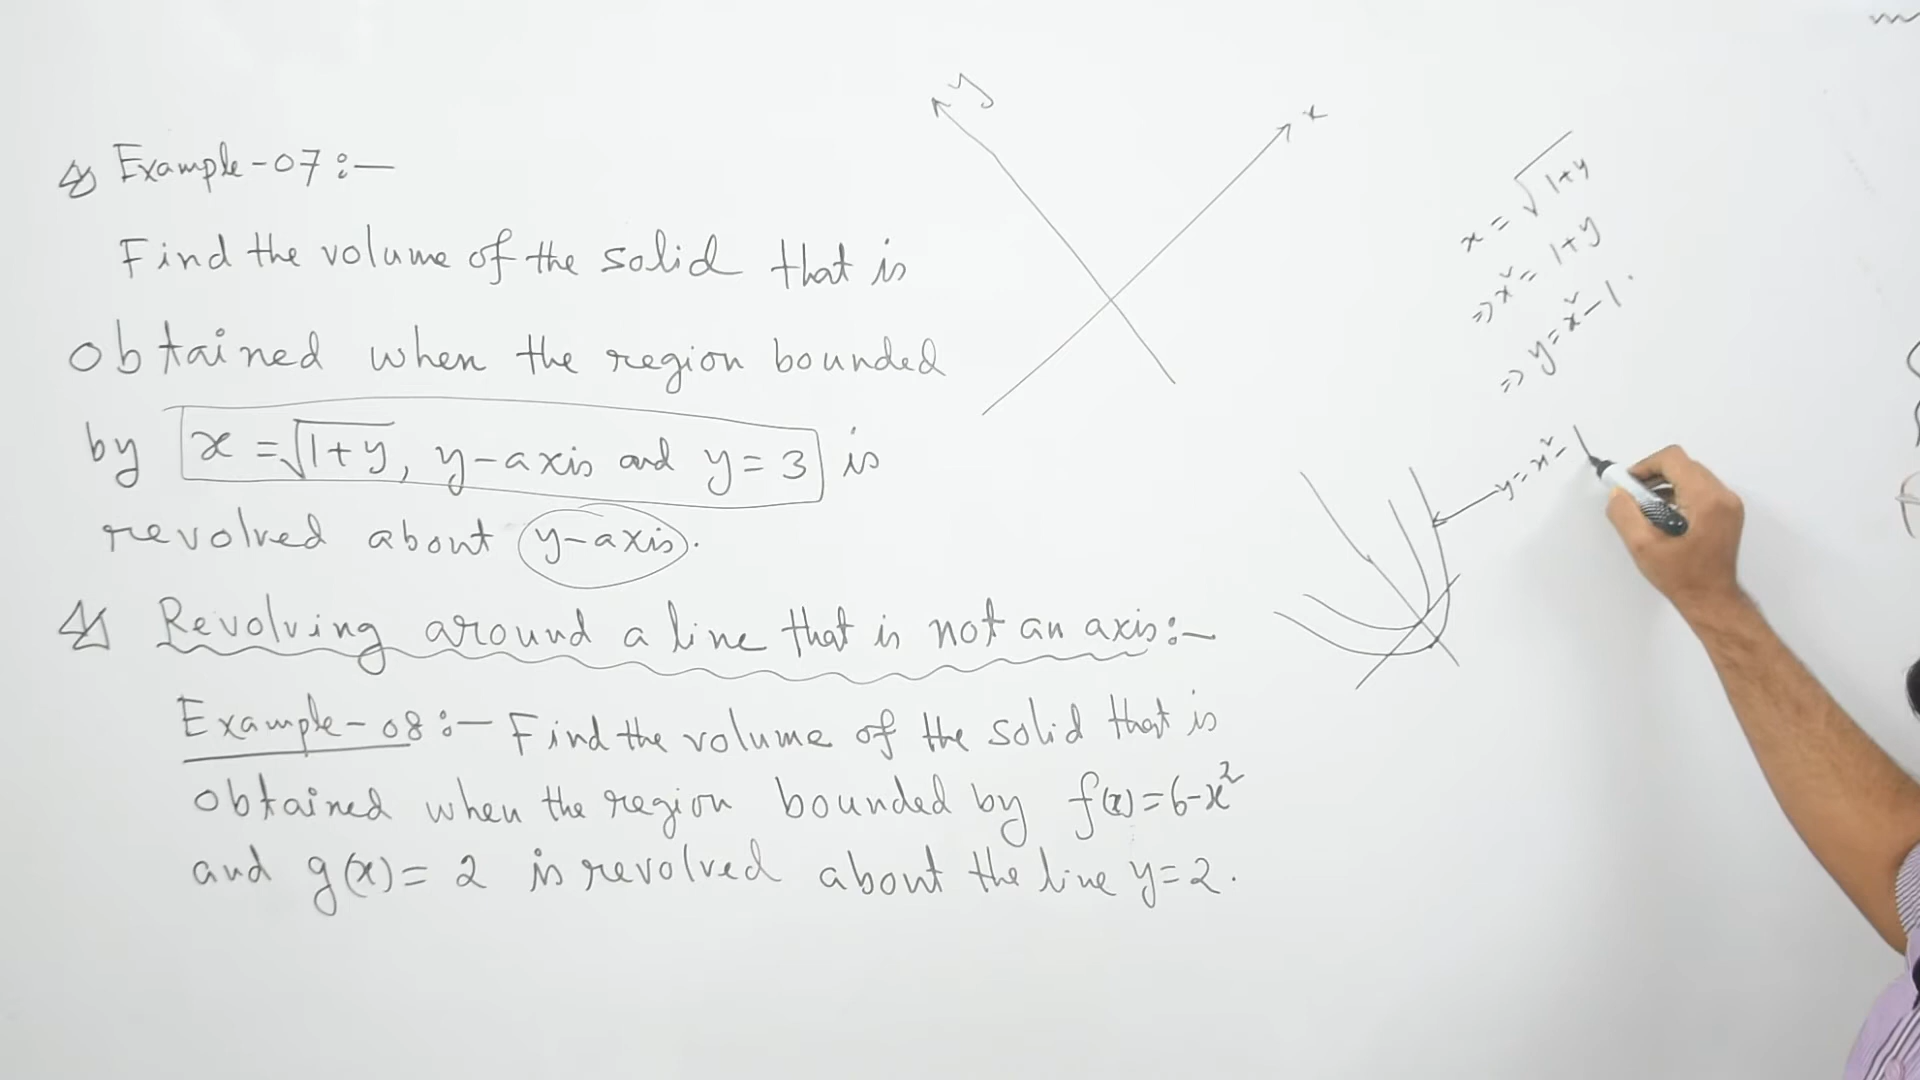 Example-07:-
Find the volume of the solid that is
obtained when the region bounded
by x = √1+y, y-axis and y = 3 is
revolved about y-axis.
Revolving around a line that is not an axis:-
Example-08:- Find the volume of the solid that is
obtained when the region bounded by f(x)=6-x²
and g(x)= 2 is revolved about the line y=2.
y
x
x = √1+y
⇒ x² = 1+y
⇒ y = x² - 1.
y = x² - 1